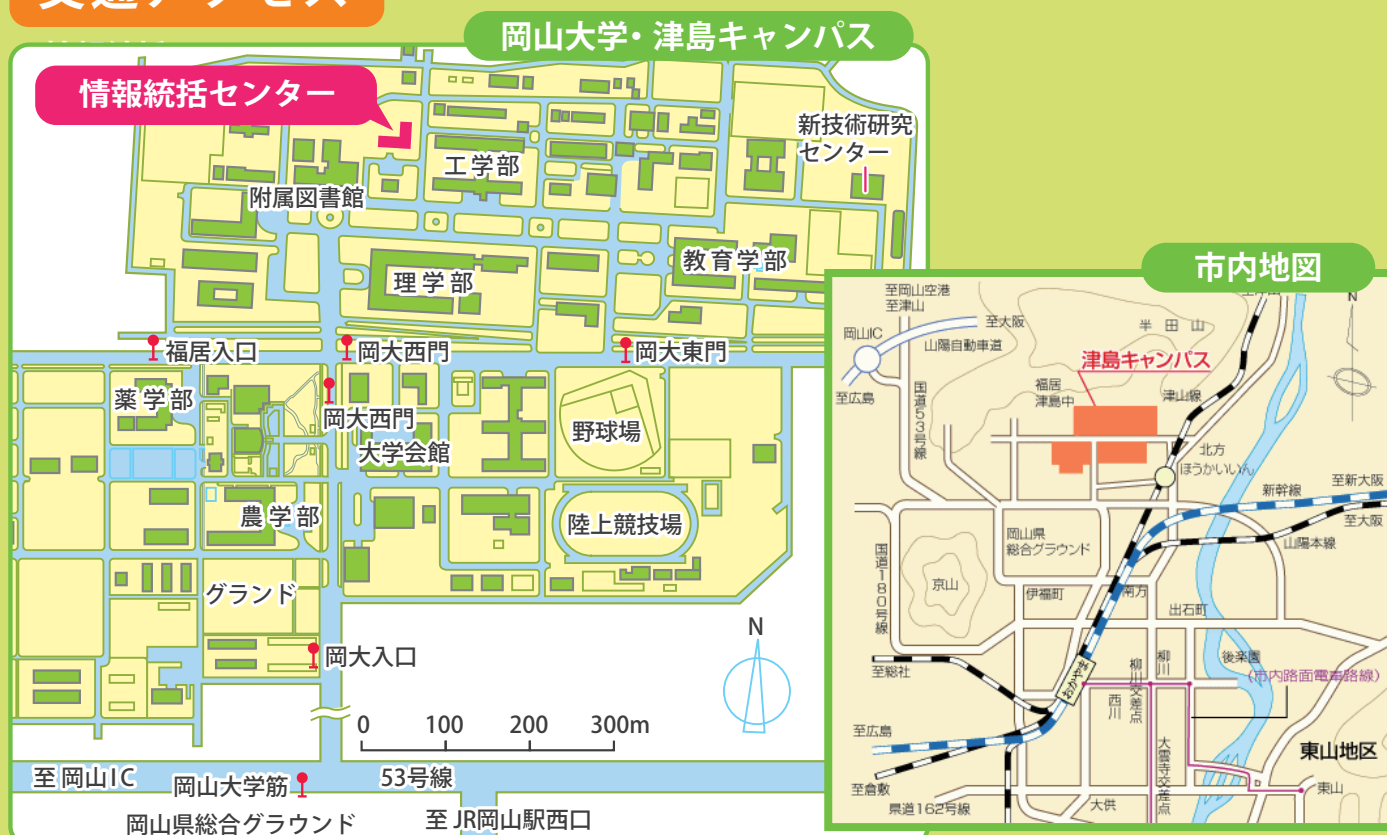 交通アクセス
岡山大学・津島キャンパス
情報統括センター
新技術研究
センター
工学部
附属図書館
教育学部
理学部
福居入口
岡大西門
岡大東門
薬学部
岡大西門
大学会館
野球場
農学部
陸上競技場
グランド
岡大入口
N
0 100 200 300m
至 岡山IC
岡山大学筋
53号線
岡山県総合グラウンド
至 JR岡山駅西口
市内地図
至岡山空港
至津山
至津山
N
岡山IC
至大阪
山陽自動車道
半田山
津島キャンパス
至広島
国道53号線
福居
津島中
津山線
北方
ほうかいいん
新幹線
至新大阪
至大阪
山陽本線
岡山県
総合グラウンド
国道180号線
京山
伊福町
南方
出石町
至総社
おかやま
柳川交差点
柳川
西川
後楽園
(市内路面電車路線)
至広島
大雲寺交差点
東山地区
至倉敷
東山
県道162号線
大供